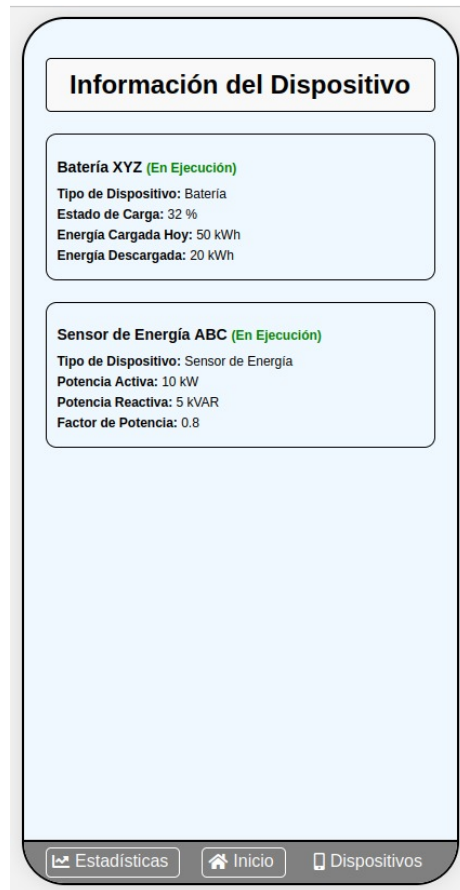 Información del Dispositivo
Batería XYZ (En Ejecución)
Tipo de Dispositivo: Batería
Estado de Carga: 32 %
Energía Cargada Hoy: 50 kWh
Energía Descargada: 20 kWh
Sensor de Energía ABC (En Ejecución)
Tipo de Dispositivo: Sensor de Energía
Potencia Activa: 10 kW
Potencia Reactiva: 5 kVAR
Factor de Potencia: 0.8
Estadísticas Inicio Dispositivos